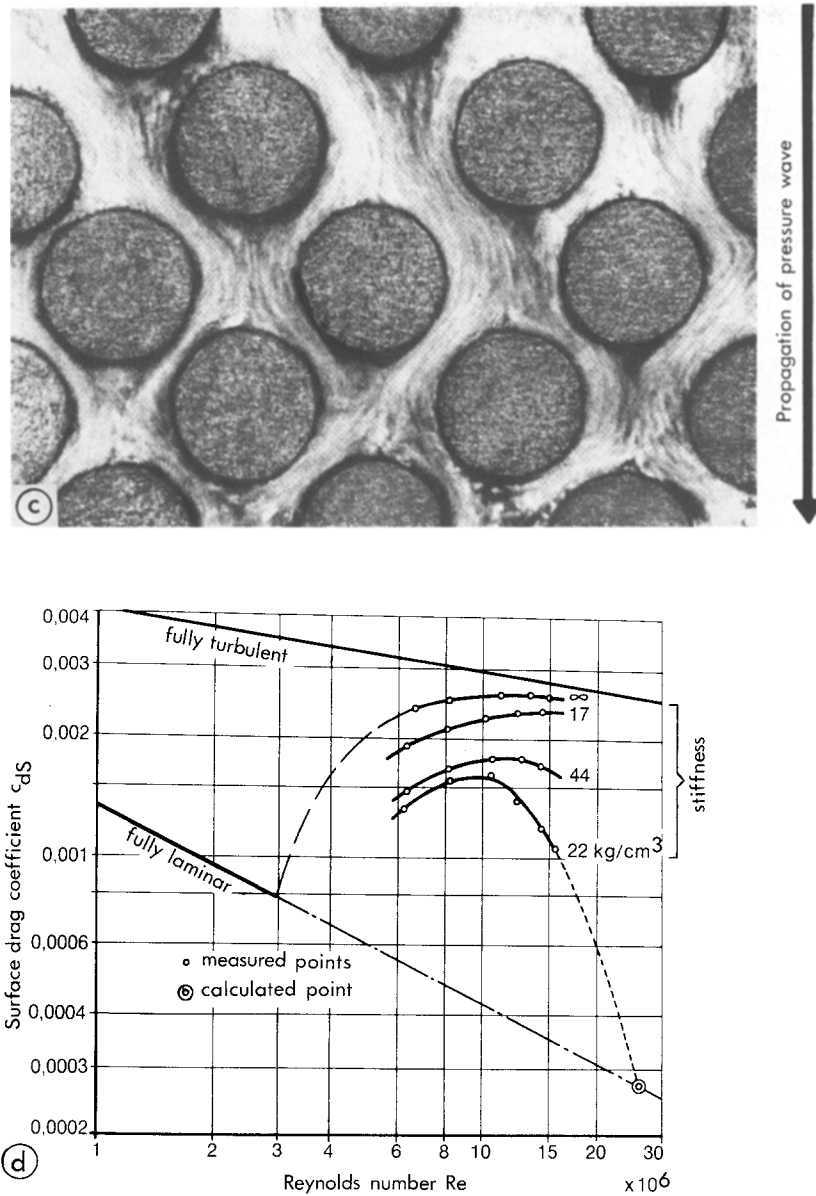 Propagation of pressure wave
c
0,004
0,003
0,002
0,001
0,0006
0,0004
0,0003
0,0002
Surface drag coefficient cdS
fully turbulent
fully laminar
∞
17
44
22 kg/cm³
stiffness
measured points
calculated point
1
2
3
4
6
8
10
15
20
30
Reynolds number Re
x10⁶
d